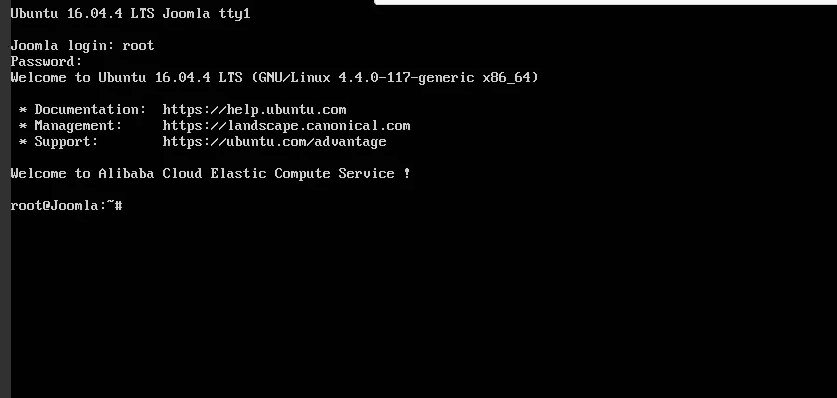 Ubuntu 16.04.4 LTS Joomla tty1
Joomla login: root
Password:
Welcome to Ubuntu 16.04.4 LTS (GNU/Linux 4.4.0-117-generic x86_64)
* Documentation:  https://help.ubuntu.com
* Management:     https://landscape.canonical.com
* Support:        https://ubuntu.com/advantage
Welcome to Alibaba Cloud Elastic Compute Service !
root@Joomla:~#